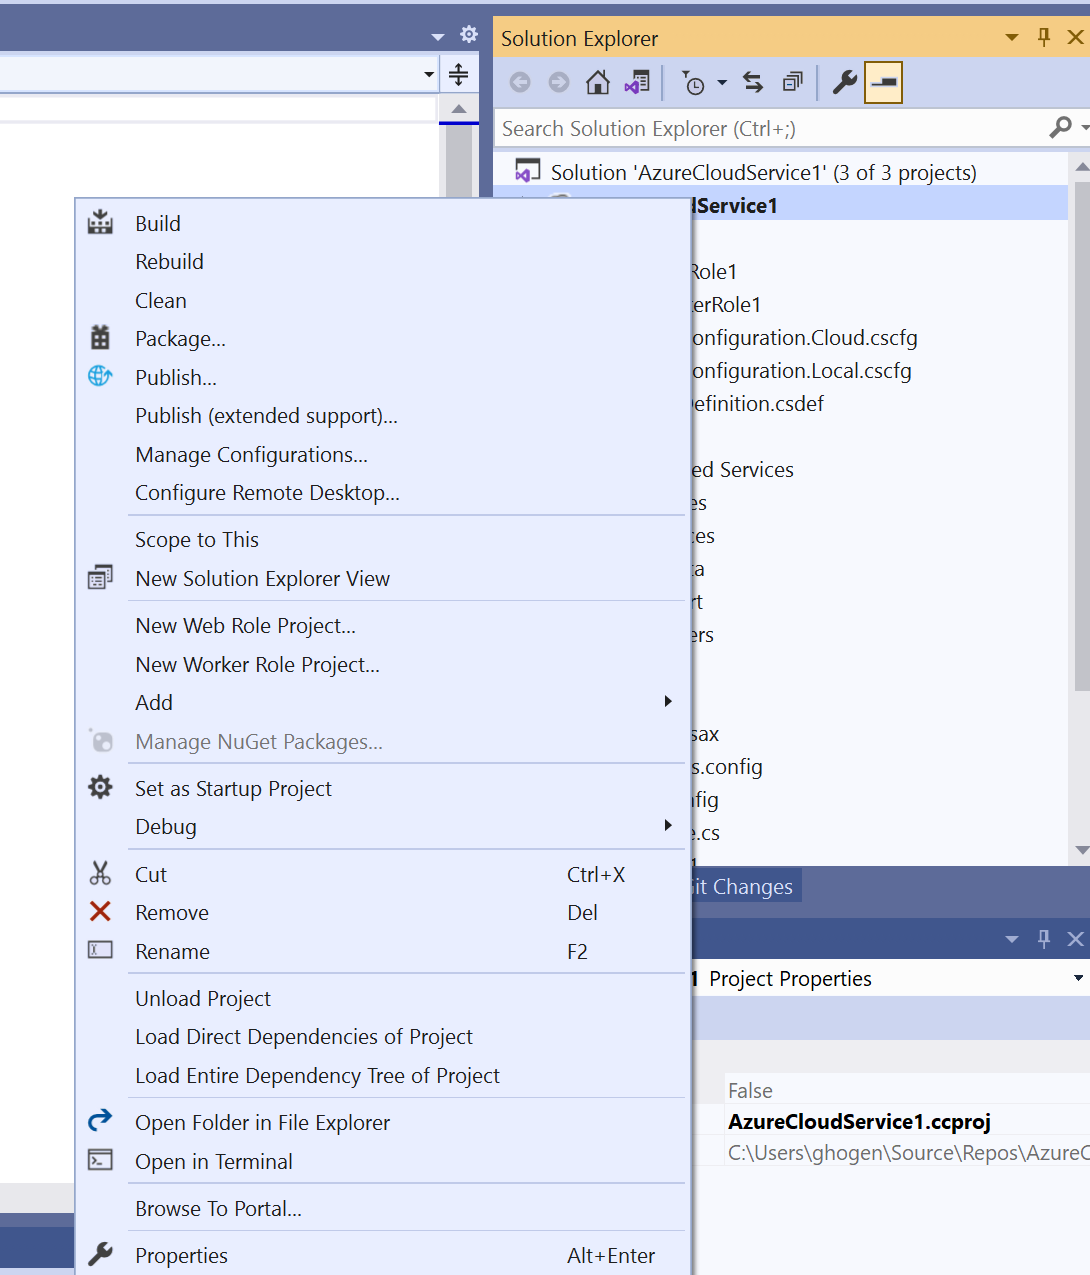 Solution Explorer
Search Solution Explorer (Ctrl+;)
Solution 'AzureCloudService1' (3 of 3 projects)
dService1
Role1
erRole1
onfiguration.Cloud.cscfg
onfiguration.Local.cscfg
efinition.csdef
ed Services
es
ces
ta
rt
ers
sax
s.config
fig
e.cs
Git Changes
1 Project Properties
False
AzureCloudService1.ccproj
C:\Users\ghogen\Source\Repos\AzureC
Build
Rebuild
Clean
Package...
Publish...
Publish (extended support)...
Manage Configurations...
Configure Remote Desktop...
Scope to This
New Solution Explorer View
New Web Role Project...
New Worker Role Project...
Add
Manage NuGet Packages...
Set as Startup Project
Debug
Cut Ctrl+X
Remove Del
Rename F2
Unload Project
Load Direct Dependencies of Project
Load Entire Dependency Tree of Project
Open Folder in File Explorer
Open in Terminal
Browse To Portal...
Properties Alt+Enter